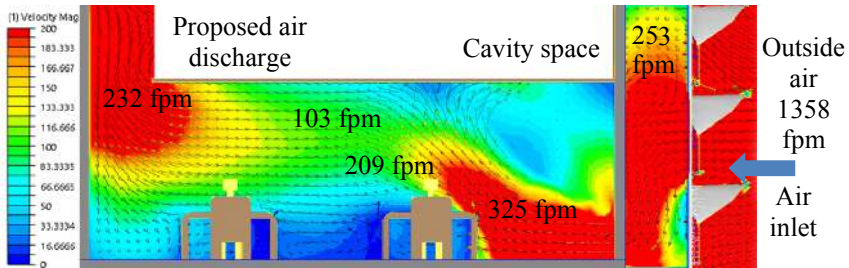 (1) Velocity Mag
200
183.333
166.667
150
133.333
116.666
100
83.3335
66.6665
50
33.3334
16.6666
0
Proposed air
discharge
Cavity space
232 fpm
103 fpm
209 fpm
325 fpm
253
fpm
Outside
air
1358
fpm
Air
inlet